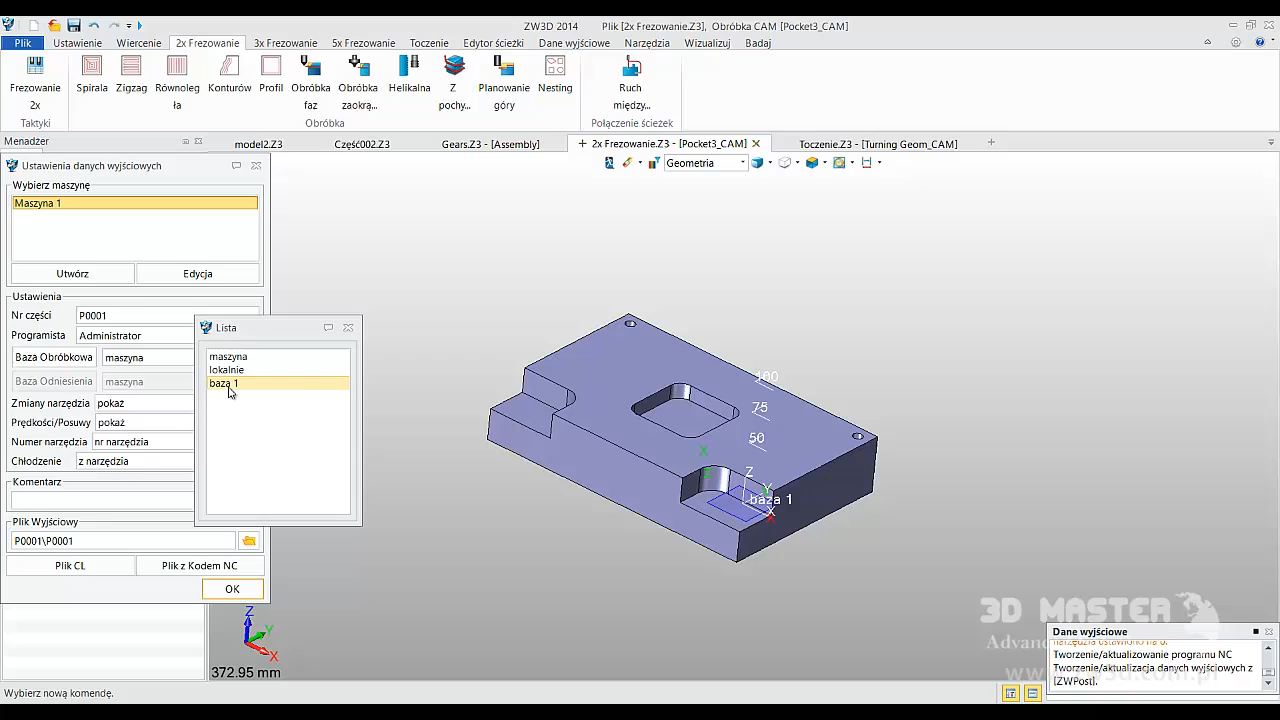 ZW3D 2014 Plik [2x Frezowanie.Z3], Obróbka CAM [Pocket3_CAM]
Plik Ustawienie Wiercenie 2x Frezowanie 3x Frezowanie 5x Frezowanie Toczenie Edytor ścieżki Dane wyjściowe Narzędzia Wizualizuj Badaj
Frezowanie 2x
Spirala
Zigzag
Równoleg ła
Konturów
Profil
Obróbka faz
Obróbka zaokrą...
Helikalna
Z pochy...
Planowanie góry
Nesting
Ruch między...
Taktyki
Obróbka
Połączenie ścieżek
Menadżer
model2.Z3
Część002.Z3
Gears.Z3 - [Assembly]
2x Frezowanie.Z3 - [Pocket3_CAM]
Toczenie.Z3 - [Turning Geom_CAM]
Geometria
Ustawienia danych wyjściowych
Wybierz maszynę
Maszyna 1
Utwórz
Edycja
Ustawienia
Nr części P0001
Programista Administrator
Baza Obróbkowa maszyna
Baza Odniesienia maszyna
Zmiany narzędzia pokaż
Prędkości/Posuwy pokaż
Numer narzędzia nr narzędzia
Chłodzenie z narzędzia
Komentarz
Plik Wyjściowy
P0001\P0001
Plik CL
Plik z Kodem NC
OK
Lista
maszyna
lokalnie
baza 1
100
75
50
X
Z
Z
Y
baza 1
X
X
Z
Y
X
372.95 mm
3D MASTER
Dane wyjściowe
Tworzenie/aktualizowanie programu NC
Tworzenie/aktualizacja danych wyjściowych z
[ZWPost].
Wybierz nową komendę.